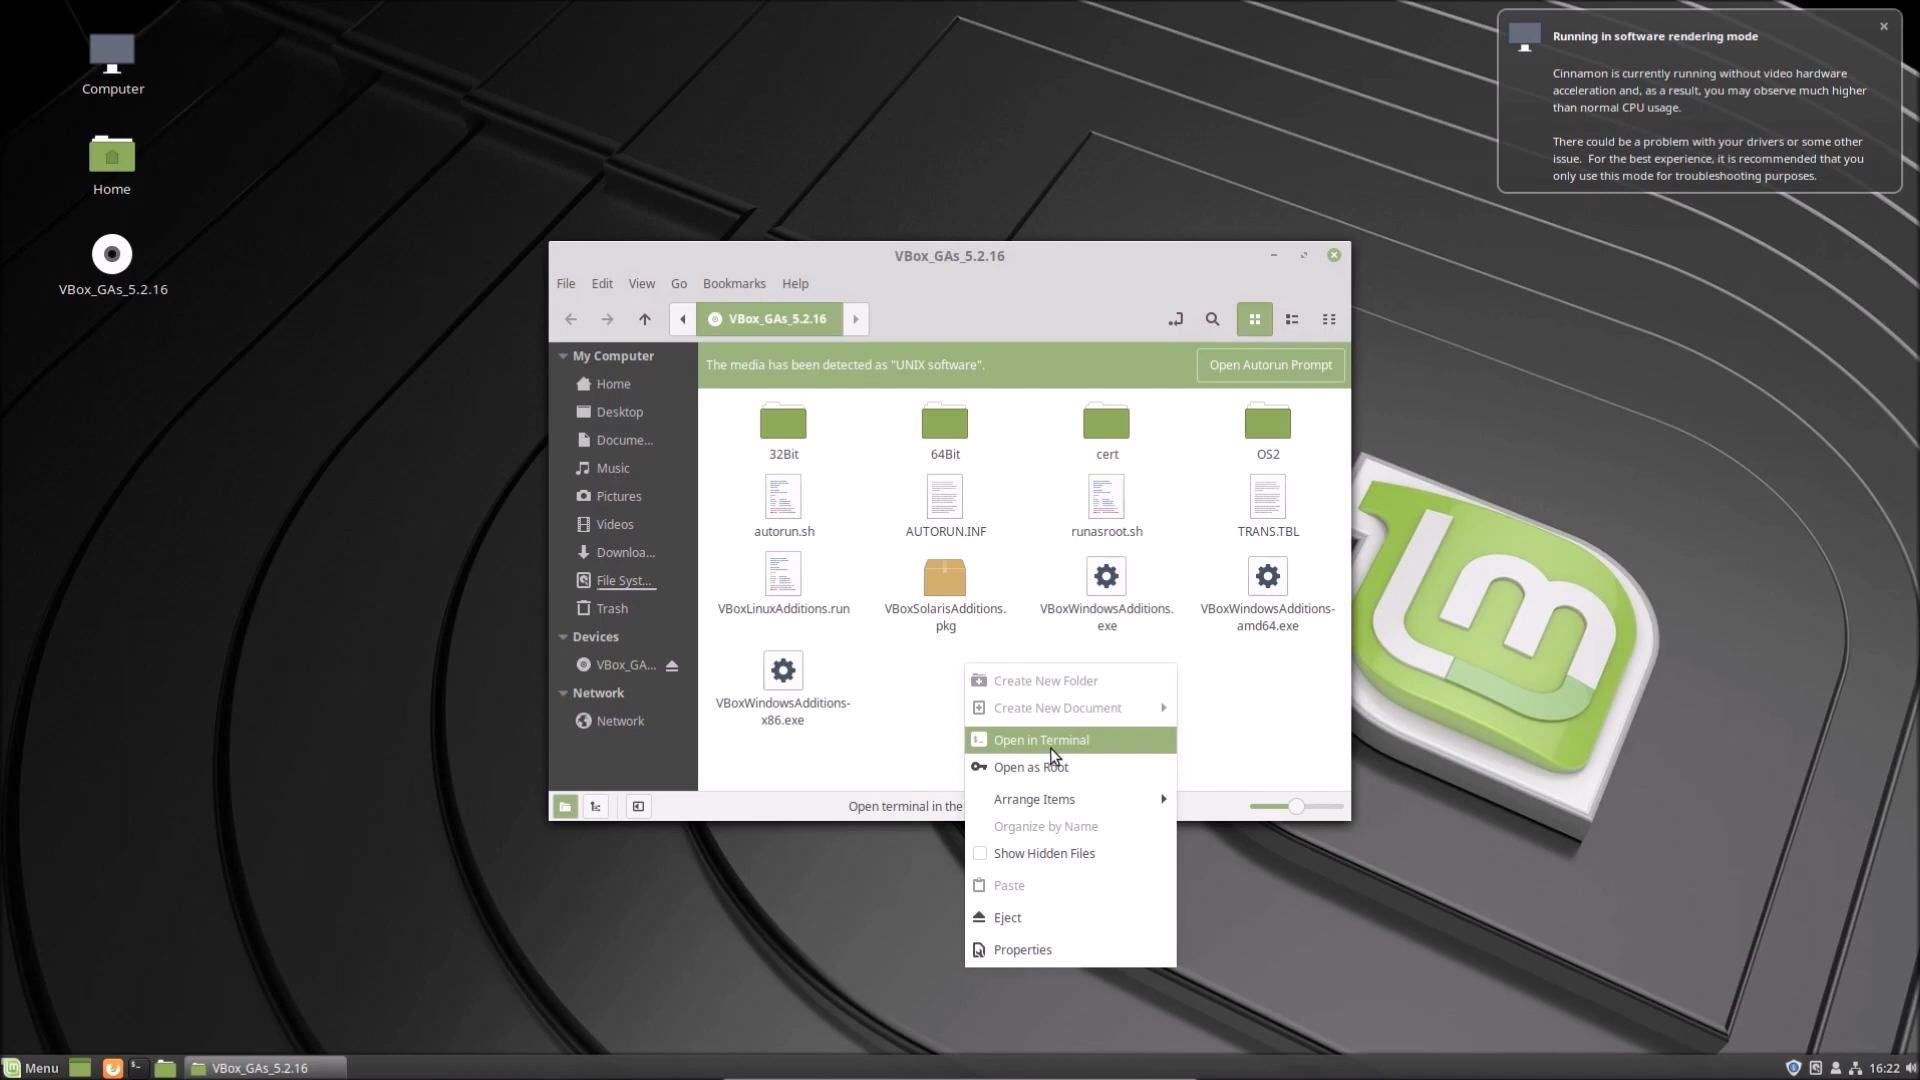 Computer
Home
VBox_GAs_5.2.16
Running in software rendering mode
Cinnamon is currently running without video hardware
acceleration and, as a result, you may observe much higher
than normal CPU usage.
There could be a problem with your drivers or some other
issue.  For the best experience, it is recommended that you
only use this mode for troubleshooting purposes.
VBox_GAs_5.2.16
File Edit View Go Bookmarks Help
VBox_GAs_5.2.16
My Computer
Home
Desktop
Docume...
Music
Pictures
Videos
Downloa...
File Syst...
Trash
Devices
VBox_GA...
Network
Network
The media has been detected as "UNIX software".
Open Autorun Prompt
32Bit 64Bit cert OS2
autorun.sh AUTORUN.INF runasroot.sh TRANS.TBL
VBoxLinuxAdditions.run
VBoxSolarisAdditions.
pkg
VBoxWindowsAdditions.
exe
VBoxWindowsAdditions-
amd64.exe
VBoxWindowsAdditions-
x86.exe
Open terminal in the
Create New Folder
Create New Document
Open in Terminal
Open as Root
Arrange Items
Organize by Name
Show Hidden Files
Paste
Eject
Properties
Menu
VBox_GAs_5.2.16
16:22